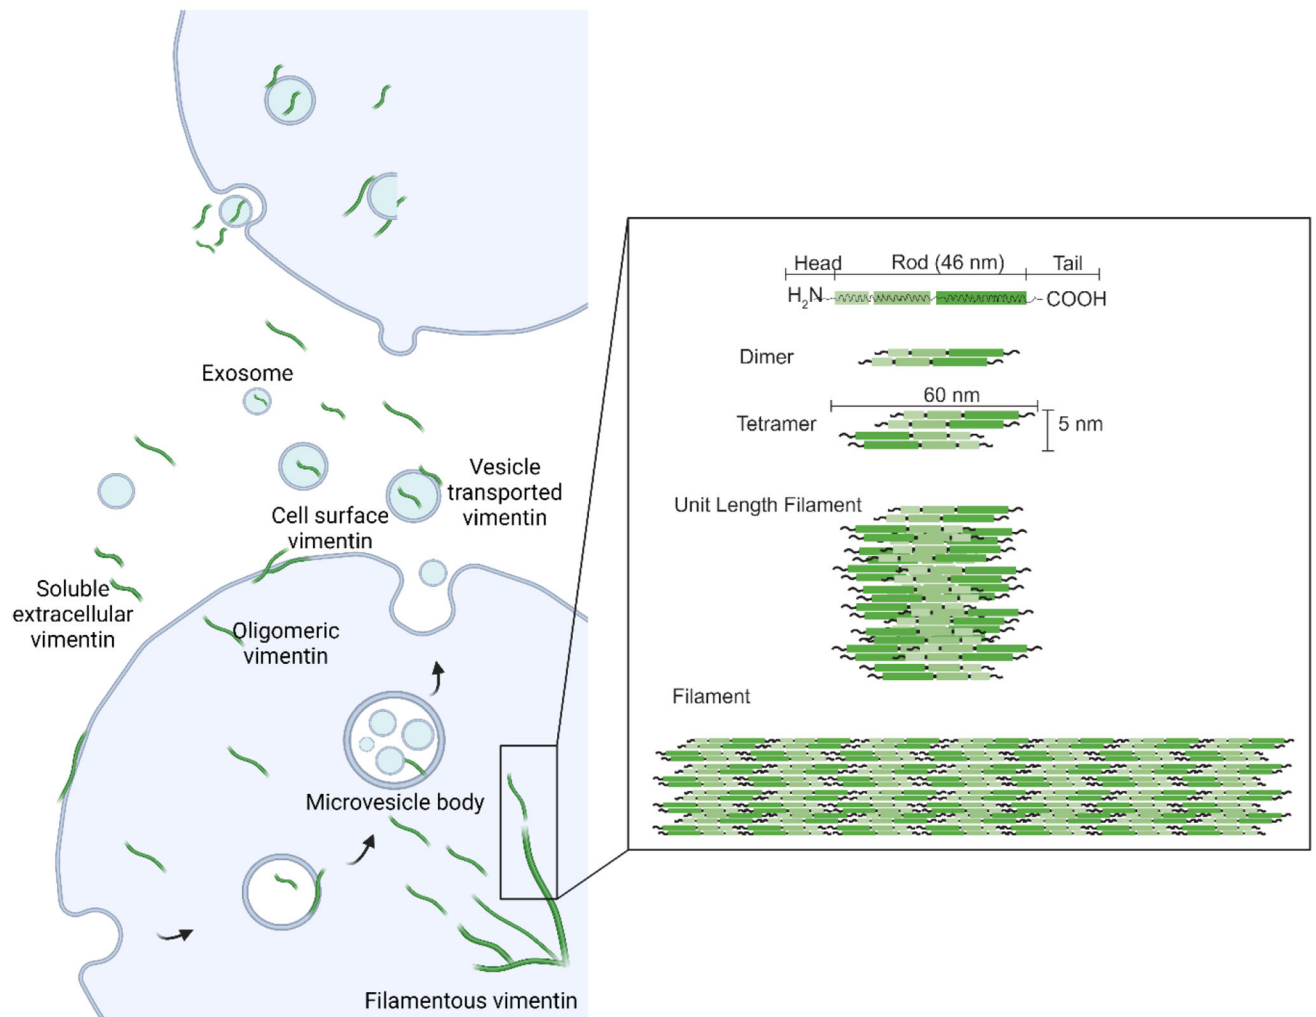 Exosome
Vesicle
transported
vimentin
Cell surface
vimentin
Soluble
extracellular
vimentin
Oligomeric
vimentin
Microvesicle body
Filamentous vimentin
Head
Rod (46 nm)
Tail
H₂N
COOH
Dimer
60 nm
Tetramer
5 nm
Unit Length Filament
Filament